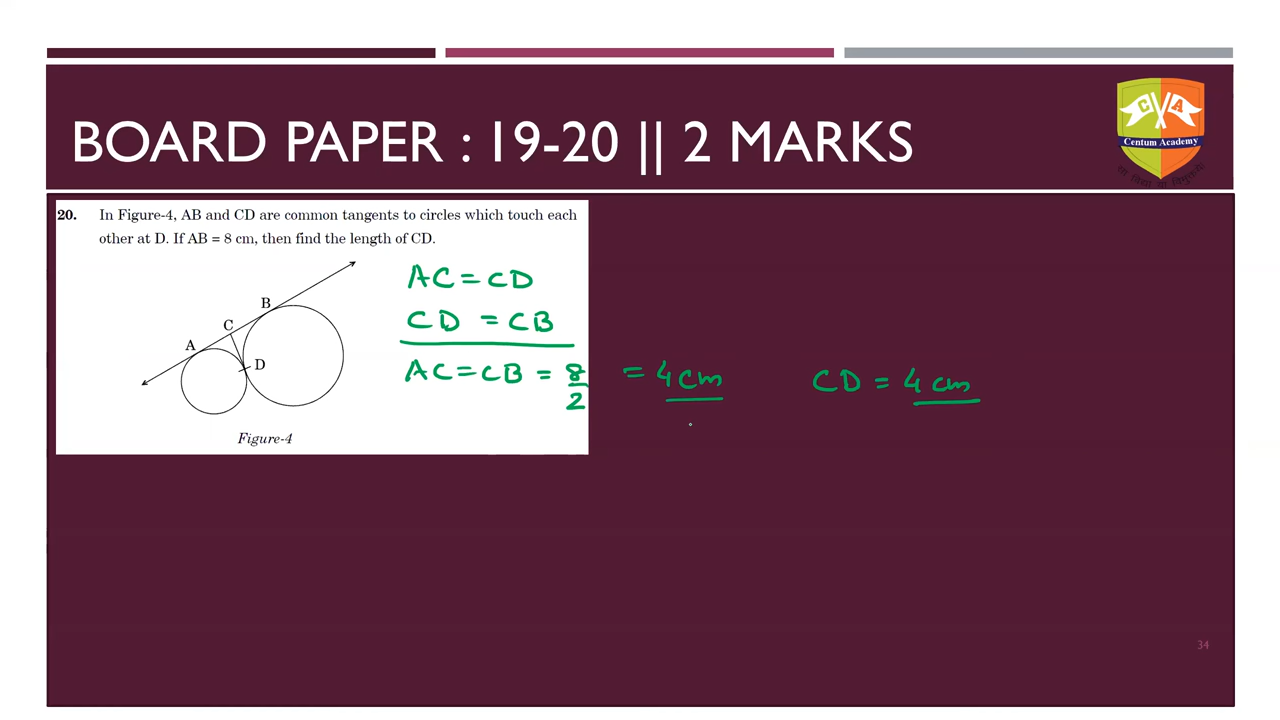 BOARD PAPER : 19-20 || 2 MARKS
C A
Centum Academy
20. In Figure-4, AB and CD are common tangents to circles which touch each
other at D. If AB = 8 cm, then find the length of CD.
A
C
B
D
Figure-4
AC = CD
CD = CB
AC = CB = 8/2 = 4 cm
CD = 4 cm
34